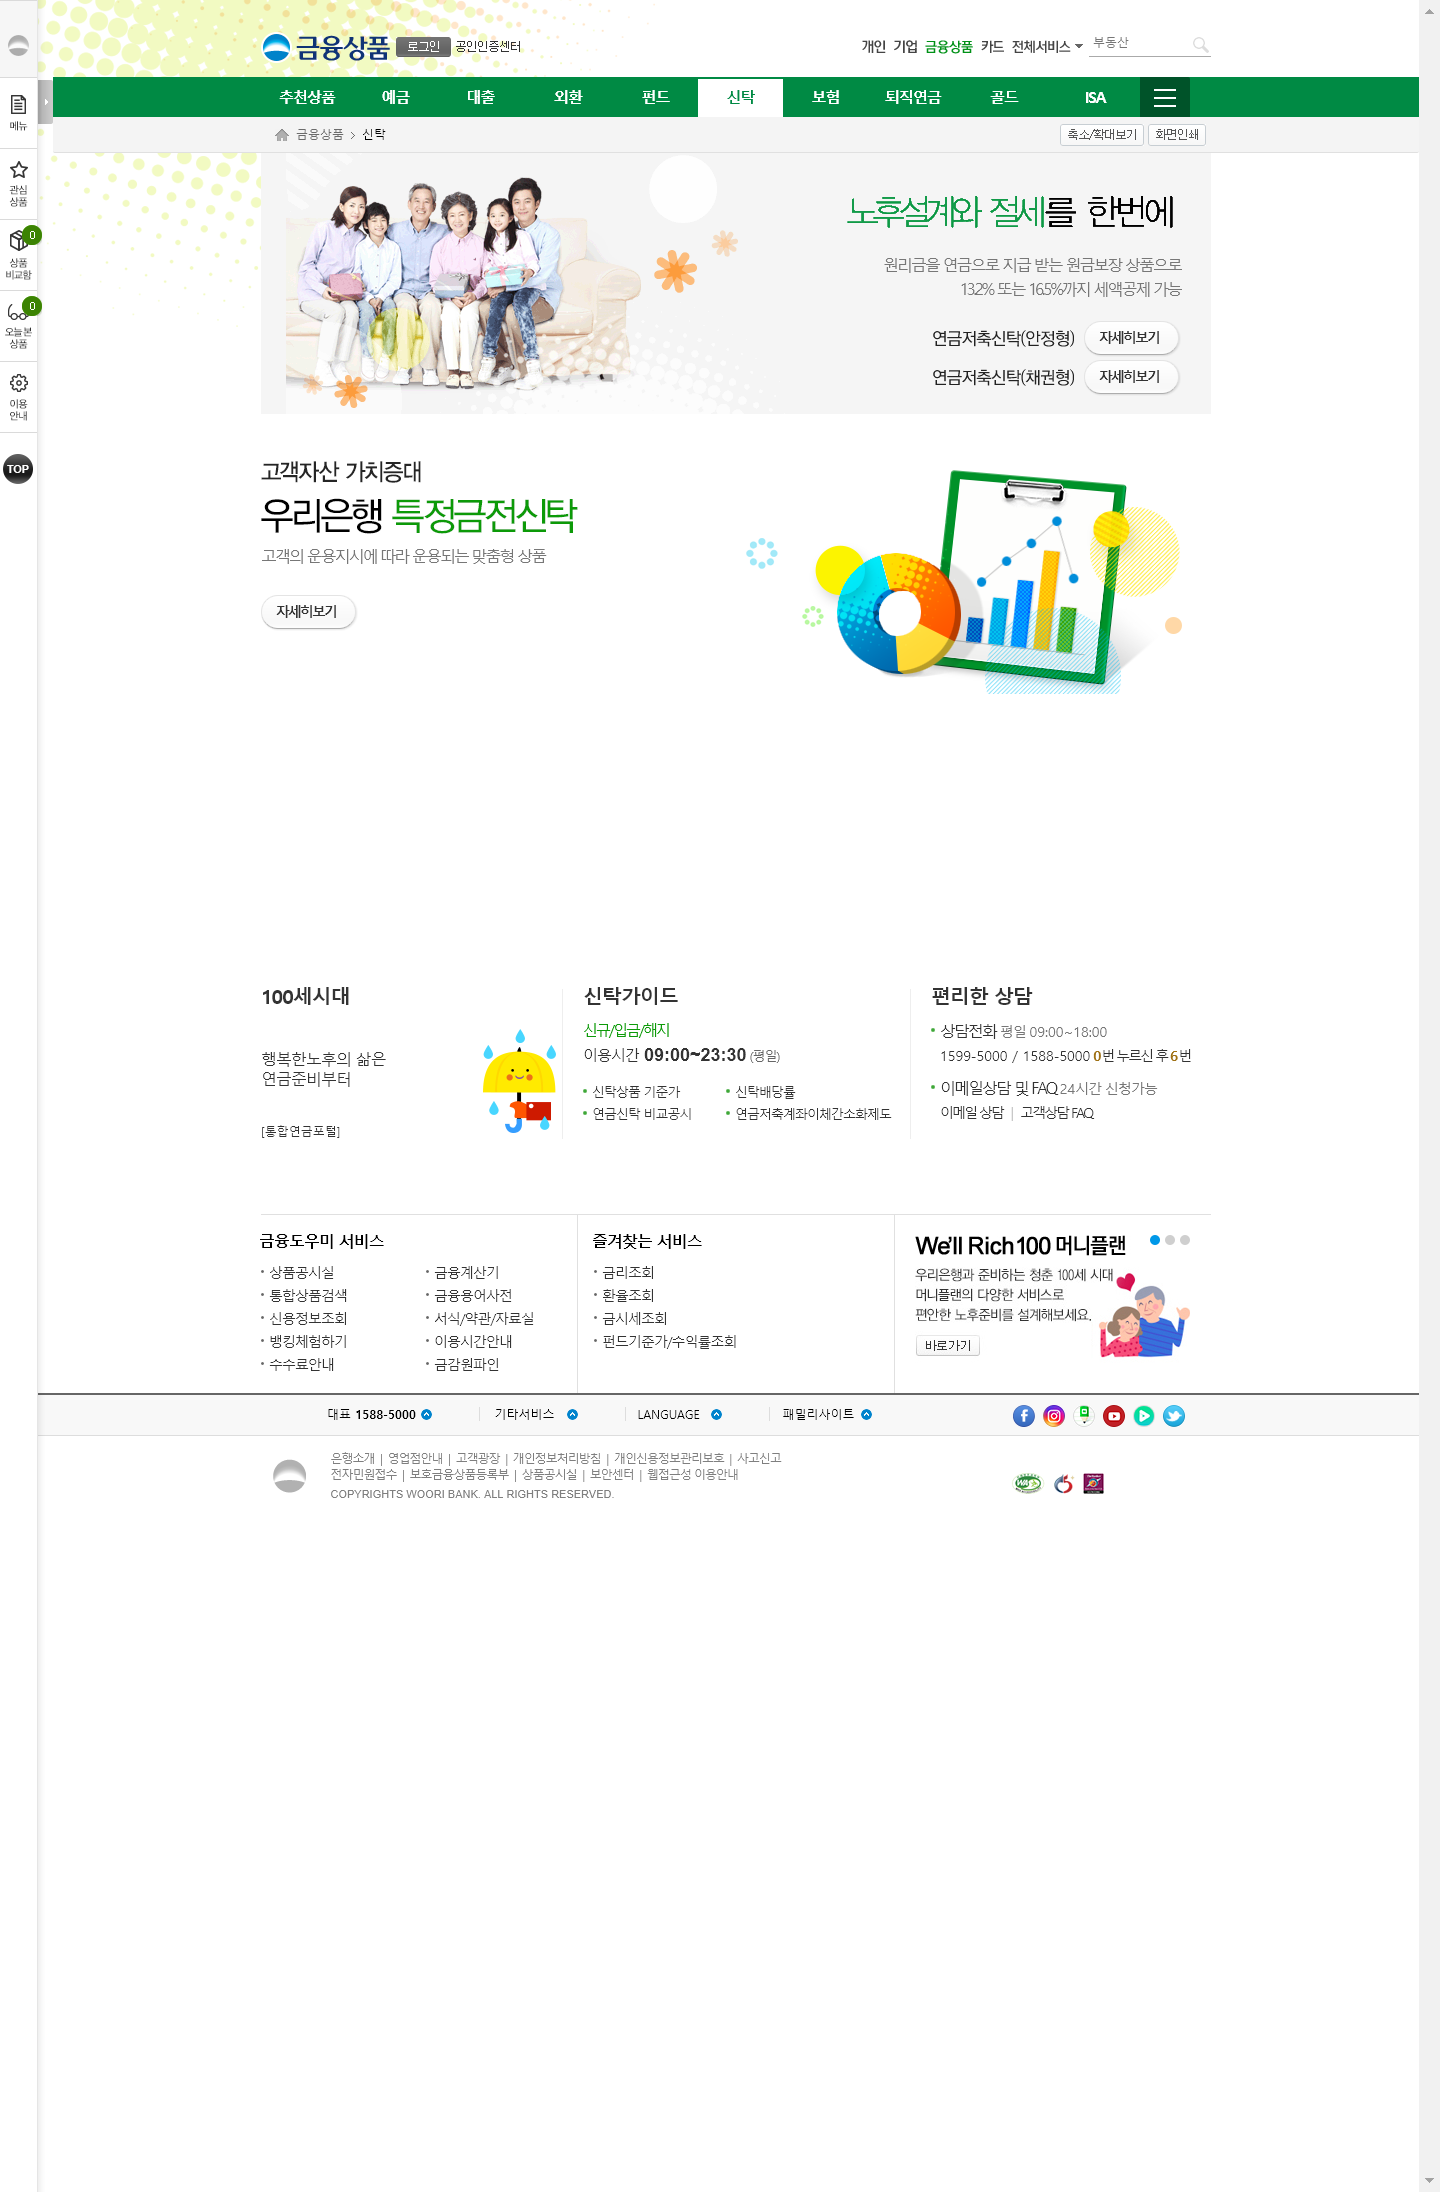 금융상품 로그인 공인인증센터
개인 기업 금융상품 카드 전체서비스 부동산
메뉴
관심
상품
0
상품
비교함
0
오늘본
상품
이용
안내
TOP
추천상품 예금 대출 외환 펀드 신탁 보험 퇴직연금 골드 ISA
금융상품 > 신탁
축소/확대보기 화면인쇄
노후설계와 절세를 한번에
원리금을 연금으로 지급 받는 원금보장 상품으로
13.2% 또는 16.5%까지 세액공제 가능
연금저축신탁(안정형) 자세히보기
연금저축신탁(채권형) 자세히보기
고객자산 가치증대
우리은행 특정금전신탁
고객의 운용지시에 따라 운용되는 맞춤형 상품
자세히보기
100세시대
행복한노후의 삶은
연금준비부터
[통합연금포털]
신탁가이드
신규/입금/해지
이용시간 09:00~23:30 (평일)
신탁상품 기준가 신탁배당률
연금신탁 비교공시 연금저축계좌이체간소화제도
편리한 상담
상담전화 평일 09:00~18:00
1599-5000 / 1588-5000 0번 누르신 후 6번
이메일상담 및 FAQ 24시간 신청가능
이메일 상담 | 고객상담 FAQ
금융도우미 서비스
상품공시실 금융계산기
통합상품검색 금융용어사전
신용정보조회 서식/약관/자료실
뱅킹체험하기 이용시간안내
수수료안내 금감원파인
즐겨찾는 서비스
금리조회
환율조회
금시세조회
펀드기준가/수익률조회
We'll Rich100 머니플랜
우리은행과 준비하는 청춘 100세 시대
머니플랜의 다양한 서비스로
편안한 노후준비를 설계해보세요.
바로가기
대표 1588-5000 기타서비스 LANGUAGE 패밀리사이트
은행소개 | 영업점안내 | 고객광장 | 개인정보처리방침 | 개인신용정보관리보호 | 사고신고
전자민원접수 | 보호금융상품등록부 | 상품공시실 | 보안센터 | 웹접근성 이용안내
COPYRIGHTS WOORI BANK. ALL RIGHTS RESERVED.